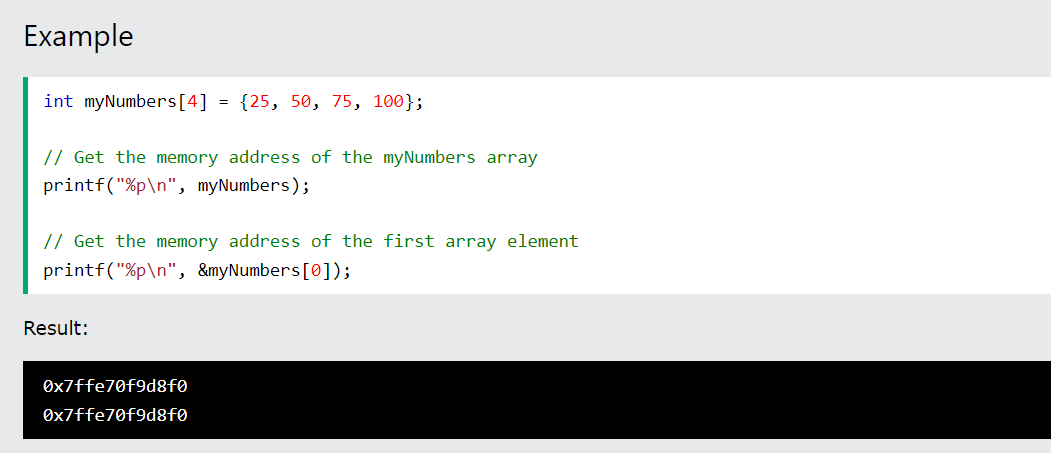 Example
int myNumbers[4] = {25, 50, 75, 100};
// Get the memory address of the myNumbers array
printf("%p\n", myNumbers);
// Get the memory address of the first array element
printf("%p\n", &myNumbers[0]);
Result:
0x7ffe70f9d8f0
0x7ffe70f9d8f0